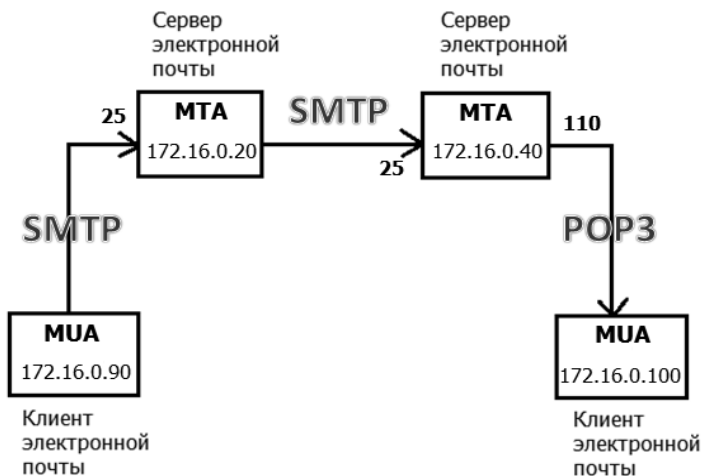 Сервер
электронной
почты
Сервер
электронной
почты
25
MTA
172.16.0.20
SMTP
25
MTA
172.16.0.40
110
SMTP
POP3
MUA
172.16.0.90
MUA
172.16.0.100
Клиент
электронной
почты
Клиент
электронной
почты